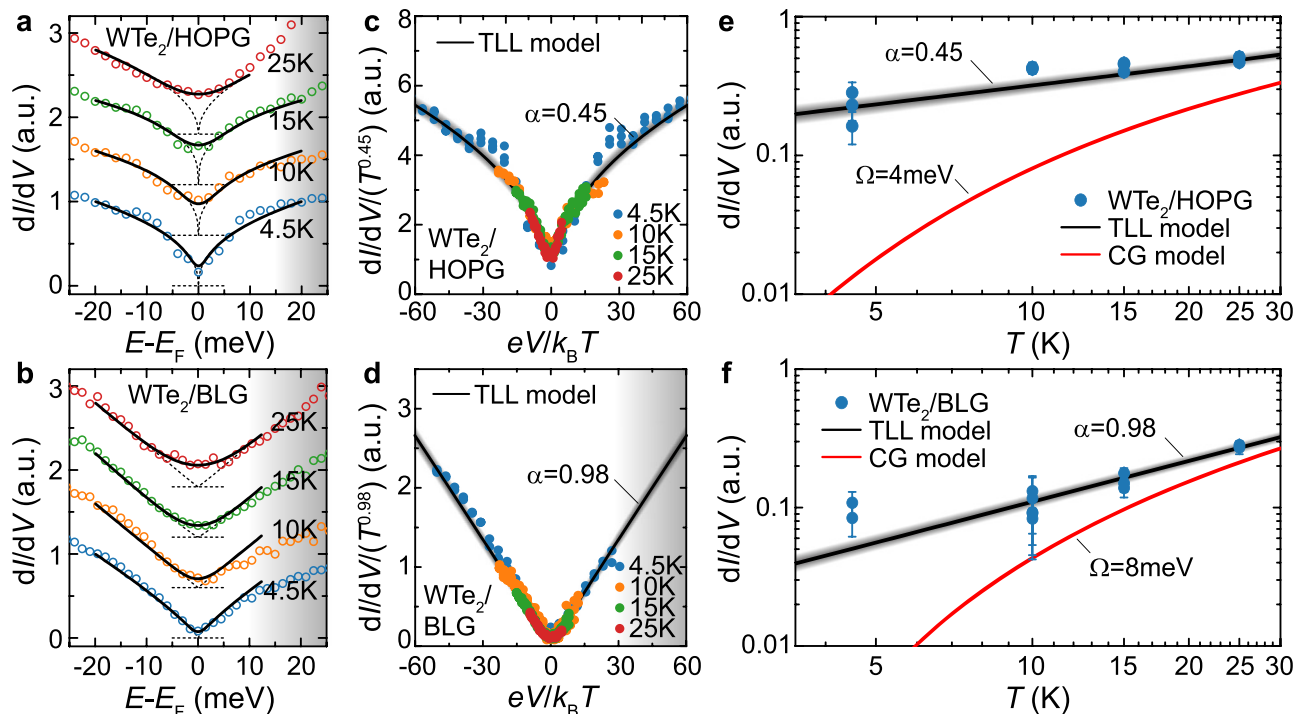 a
WTe2/HOPG
25K
15K
10K
4.5K
3
2
1
0
dI/dV (a.u.)
-20 -10 0 10 20
E-EF (meV)
c
TLL model
α=0.45
WTe2/
HOPG
4.5K
10K
15K
25K
8
6
4
2
0
dI/dV/(T^0.45) (a.u.)
-60 -30 0 30 60
eV/kBT
e
α=0.45
Ω=4meV
WTe2/HOPG
TLL model
CG model
1
0.1
0.01
dI/dV (a.u.)
5 10 15 20 25 30
T (K)
b
WTe2/BLG
25K
15K
10K
4.5K
3
2
1
0
dI/dV (a.u.)
-20 -10 0 10 20
E-EF (meV)
d
TLL model
α=0.98
WTe2/
BLG
4.5K
10K
15K
25K
3
2
1
0
dI/dV/(T^0.98) (a.u.)
-60 -30 0 30 60
eV/kBT
f
WTe2/BLG
TLL model
CG model
α=0.98
Ω=8meV
1
0.1
0.01
dI/dV (a.u.)
5 10 15 20 25 30
T (K)